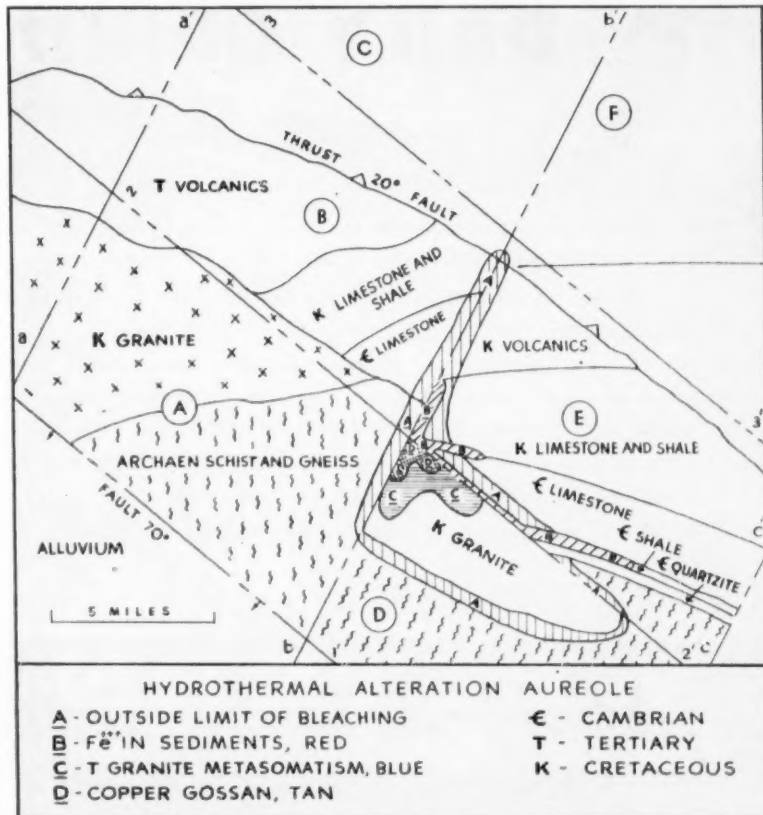 a'
3
C
b'
F
THRUST
20°
FAULT
T VOLCANICS
2
B
K LIMESTONE AND
SHALE
Є LIMESTONE
A
K VOLCANICS
K GRANITE
a
A
B
3'
E
1
A
K LIMESTONE AND SHALE
B
B
ARCHAEN SCHIST AND GNEISS
D
D
C
C
A
Є LIMESTONE
C'
FAULT 70°
K GRANITE
B
Є SHALE
ALLUVIUM
B
Є QUARTZITE
5 MILES
D
A
A
b
1'
2'
C
HYDROTHERMAL ALTERATION AUREOLE
A - OUTSIDE LIMIT OF BLEACHING Є - CAMBRIAN
B - Fe+++ IN SEDIMENTS, RED T - TERTIARY
C - T GRANITE METASOMATISM, BLUE K - CRETACEOUS
D - COPPER GOSSAN, TAN